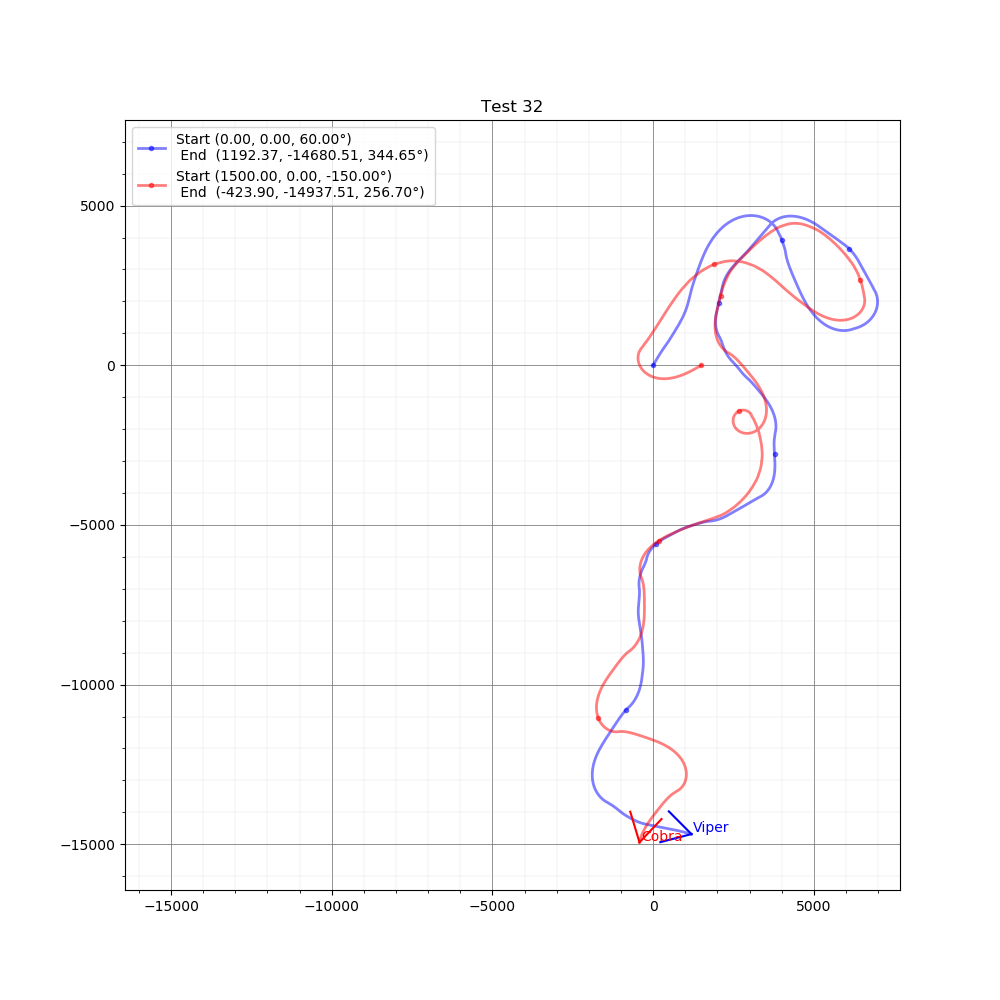 Test 32
Start (0.00, 0.00, 60.00°)
End (1192.37, -14680.51, 344.65°)
Start (1500.00, 0.00, -150.00°)
End (-423.90, -14937.51, 256.70°)
5000
0
−5000
−10000
−15000
Viper
Cobra
−15000 −10000 −5000 0 5000